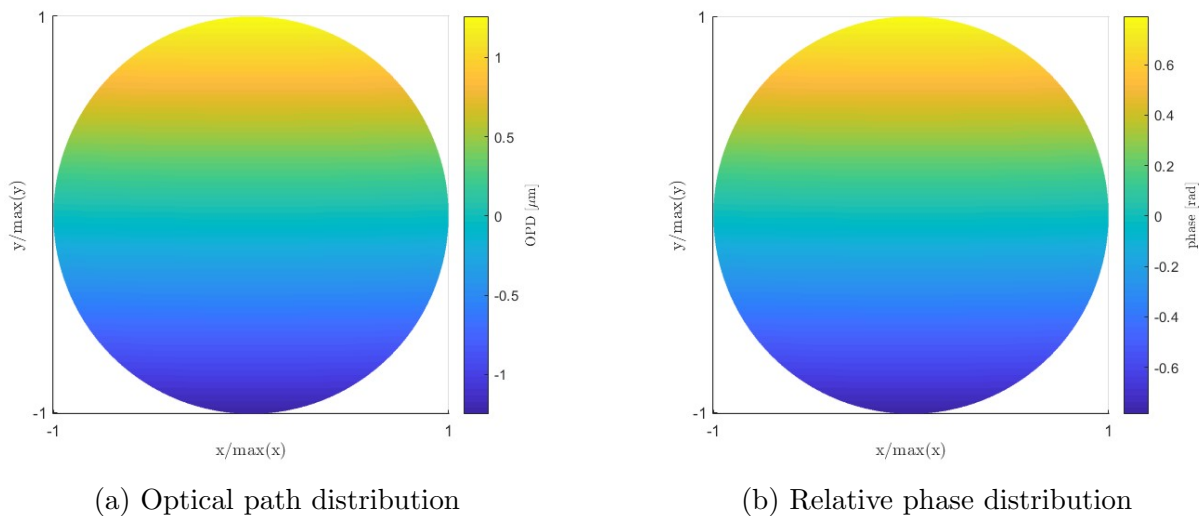 1
y/max(y)
-1
-1
1
x/max(x)
1
0.5
0
-0.5
-1
OPD [μm]
(a) Optical path distribution
1
y/max(y)
-1
-1
1
x/max(x)
0.6
0.4
0.2
0
-0.2
-0.4
-0.6
phase [rad]
(b) Relative phase distribution